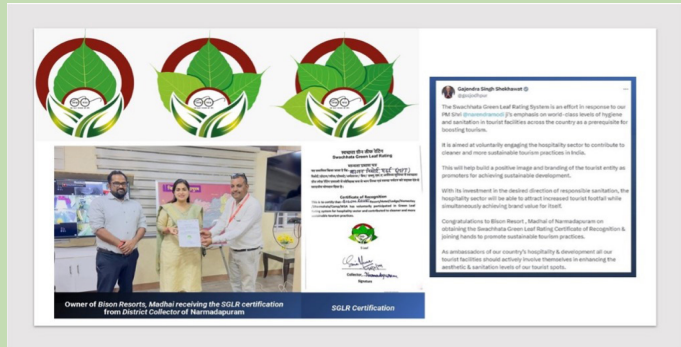 स्वच्छता ग्रीन लीफ रेटिंग
Swachhata Green Leaf Rating
Certificate of Recognition
Leaf
Collector, Narmadapuram
Signature
Owner of Bison Resorts, Madhai receiving the SGLR certification
from District Collector of Narmadapuram
SGLR Certification
Gajendra Singh Shekhawat
@gssjodhpur
The Swachhata Green Leaf Rating System is an effort in response to our
PM Shri @narendramodi ji's emphasis on world-class levels of hygiene
and sanitation in tourist facilities across the country as a prerequisite for
boosting tourism.
It is aimed at voluntarily engaging the hospitality sector to contribute to
cleaner and more sustainable tourism practices in India.
This will help build a positive image and branding of the tourist entity as
promoters for achieving sustainable development.
With its investment in the desired direction of responsible sanitation, the
hospitality sector will be able to attract increased tourist footfall while
simultaneously achieving brand value for itself.
Congratulations to Bison Resort , Madhai of Narmadapuram on
obtaining the Swachhata Green Leaf Rating Certificate of Recognition &
joining hands to promote sustainable tourism practices.
As ambassadors of our country's hospitality & development all our
tourist facilities should actively involve themselves in enhancing the
aesthetic & sanitation levels of our tourist spots.